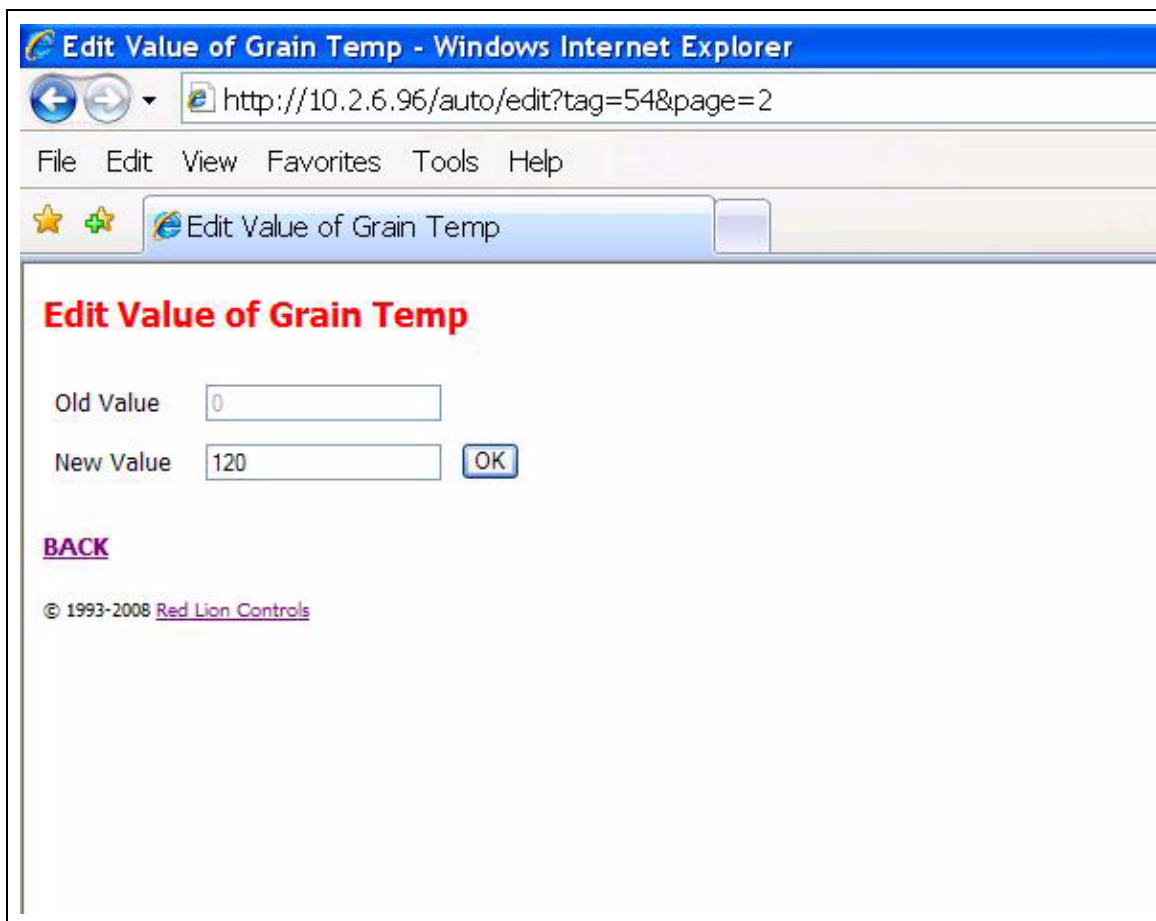 Edit Value of Grain Temp - Windows Internet Explorer
http://10.2.6.96/auto/edit?tag=54&page=2
File Edit View Favorites Tools Help
Edit Value of Grain Temp
Edit Value of Grain Temp
Old Value 0
New Value 120 OK
BACK
© 1993-2008 Red Lion Controls